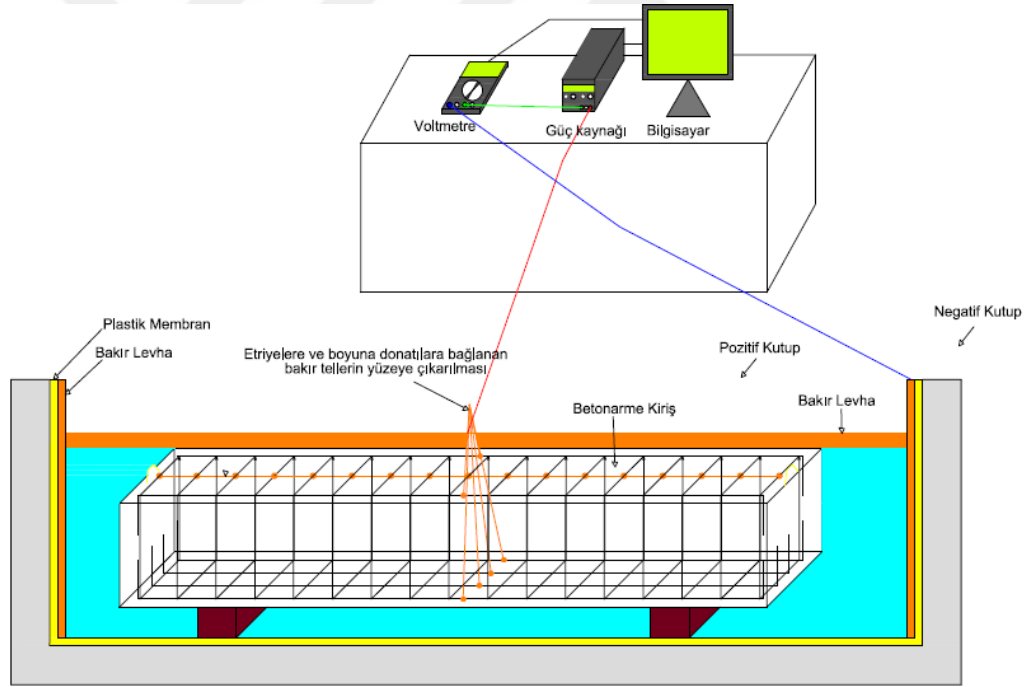 Voltmetre
Güç kaynağı
Bilgisayar
Negatif Kutup
Plastik Membran
Pozitif Kutup
Bakır Levha
Etriyelere ve boyuna donatılara bağlanan
bakır tellerin yüzeye çıkarılması
Betonarme Kiriş
Bakır Levha